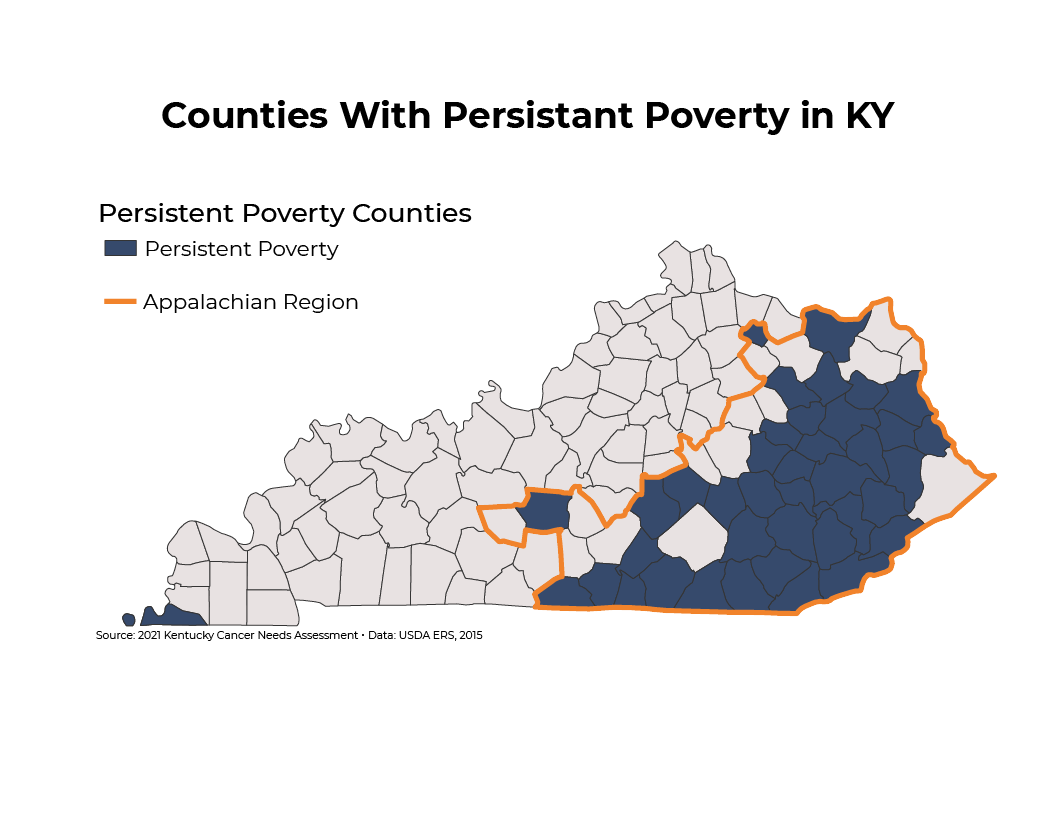 Counties With Persistant Poverty in KY
Persistent Poverty Counties
Persistent Poverty
Appalachian Region
Source: 2021 Kentucky Cancer Needs Assessment • Data: USDA ERS, 2015